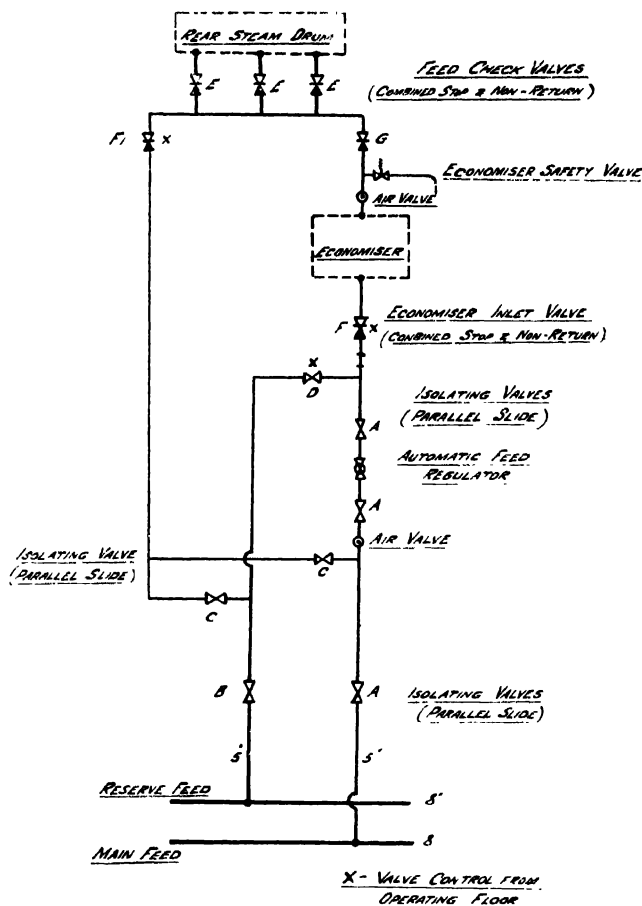 REAR STEAM DRUM
E E E
FEED CHECK VALVES
(COMBINED STOP & NON-RETURN)
F1 X
G
ECONOMISER SAFETY VALVE
AIR VALVE
ECONOMISER
ECONOMISER INLET VALVE
F X
(COMBINED STOP & NON-RETURN)
X
D
ISOLATING VALVES
(PARALLEL SLIDE)
A
AUTOMATIC FEED
REGULATOR
A
AIR VALVE
ISOLATING VALVE
(PARALLEL SLIDE)
C
C
B
A
ISOLATING VALVES
(PARALLEL SLIDE)
5"
5"
RESERVE FEED
8"
MAIN FEED
8
X - VALVE CONTROL FROM
OPERATING FLOOR